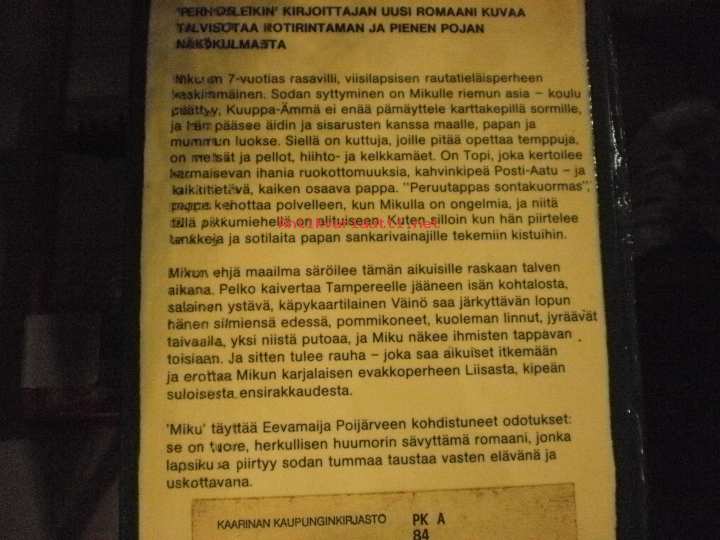 'PERHOSLEIKIN' KIRJOITTAJAN UUSI ROMAANI KUVAA
TALVISOTAA KOTIRINTAMAN JA PIENEN POJAN
NÄKÖKULMASTA
Miku on 7-vuotias rasavilli, viisilapsisen rautatieläisperheen
keskimmäinen. Sodan syttyminen on Mikulle riemun asia – koulu
päättyy, Kuuppa-Ämmä ei enää pämäyttele karttakepillä sormille,
ja hän pääsee äidin ja sisarusten kanssa maalle, papan ja
mummun luokse. Siellä on kuttuja, joille pitää opettaa temppuja,
on metsät ja pellot, hiihto- ja kelkkamäet. On Topi, joka kertoilee
karmaisevan ihania ruokottomuuksia, kahvinkipeä Posti-Aatu – ja
kaikitietävä, kaiken osaava pappa. "Peruutappas sontakuormas",
pappa kehottaa polvelleen, kun Mikulla on ongelmia, ja niitä
tällä pikkumiehellä on alituiseen. Kuten silloin kun hän piirtelee
tankkeja ja sotilaita papan sankarivainajille tekemiin kistuihin.
Antikvariaatti.net
Mikun ehjä maailma säröilee tämän aikuisille raskaan talven
aikana. Pelko kaivertaa Tampereelle jääneen isän kohtalosta,
salainen ystävä, käpykaartilainen Väinö saa järkyttävän lopun
hänen silmiensä edessä, pommikoneet, kuoleman linnut, jyräävät
taivaalla, yksi niistä putoaa, ja Miku näkee ihmisten tappavan
toisiaan. Ja sitten tulee rauha – joka saa aikuiset itkemään
ja erottaa Mikun karjalaisen evakkoperheen Liisasta, kipeän
suloisesta ensirakkaudesta.
'Miku' täyttää Eevamaija Poijärveen kohdistuneet odotukset:
se on tuore, herkullisen huumorin sävyttämä romaani, jonka
lapsikuva piirtyy sodan tummaa taustaa vasten elävänä ja
uskottavana.
KAARINAN KAUPUNGINKIRJASTO PK A
84